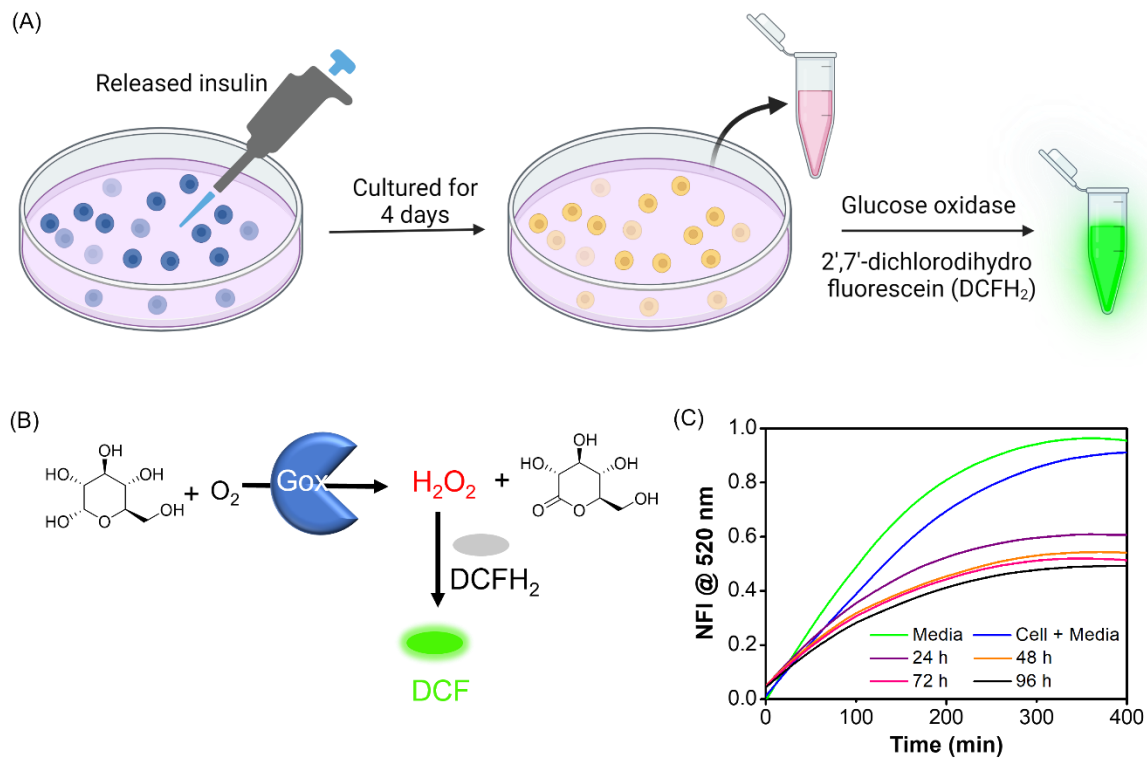 (A)
Released insulin
Cultured for
4 days
Glucose oxidase
2',7'-dichlorodihydro
fluorescein (DCFH₂)
(B)
OH
HO
OH
HO
OH
HO
O
+ O₂
Gox
H₂O₂
+
OH
HO
OH
O
O
OH
DCFH₂
DCF
(C)
1.0
0.8
0.6
0.4
0.2
0.0
NFI @ 520 nm
Media
Cell + Media
24 h
48 h
72 h
96 h
0
100
200
300
400
Time (min)